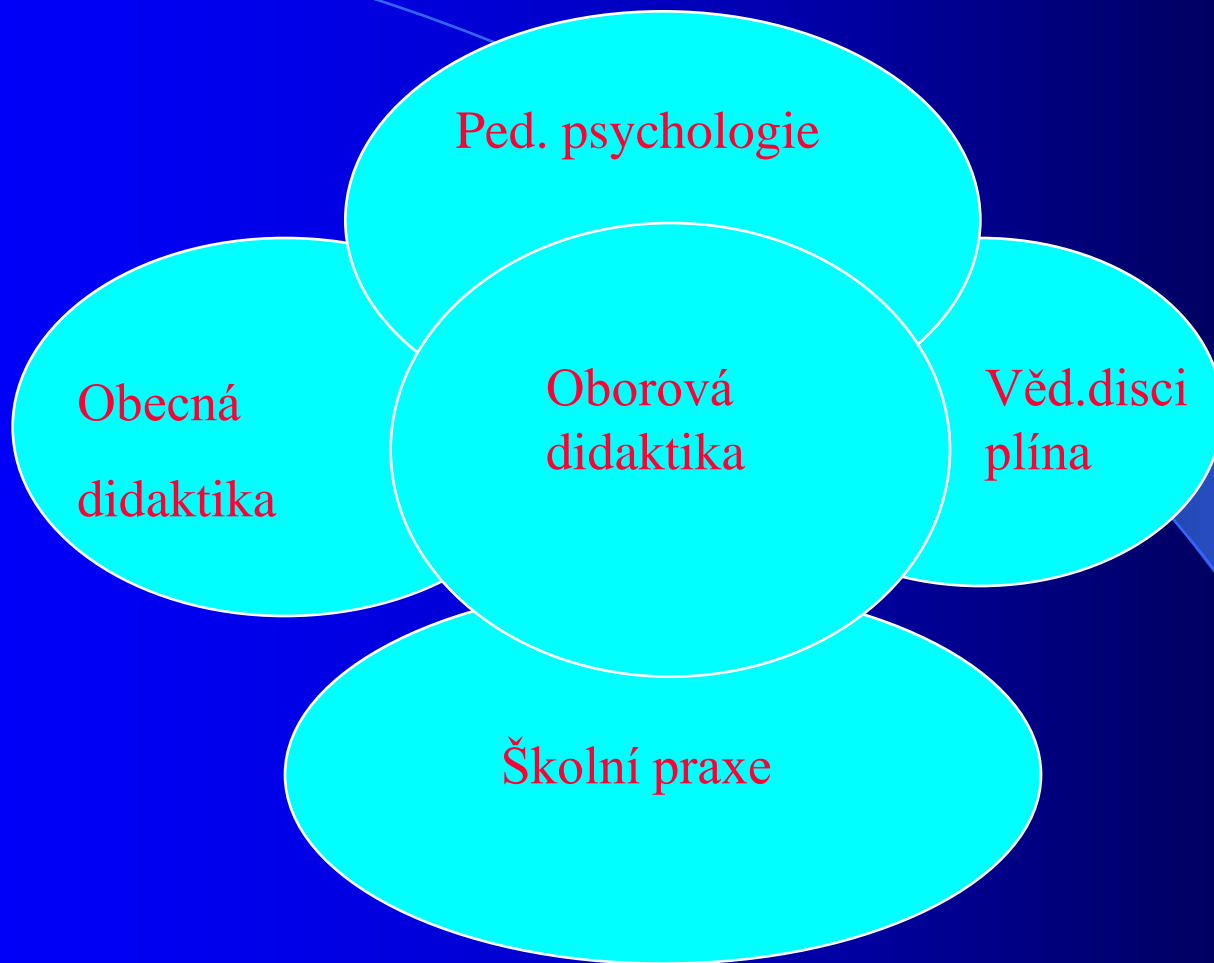 Ped. psychologie
Obecná
didaktika
Oborová
didaktika
Věd.disci
plína
Školní praxe